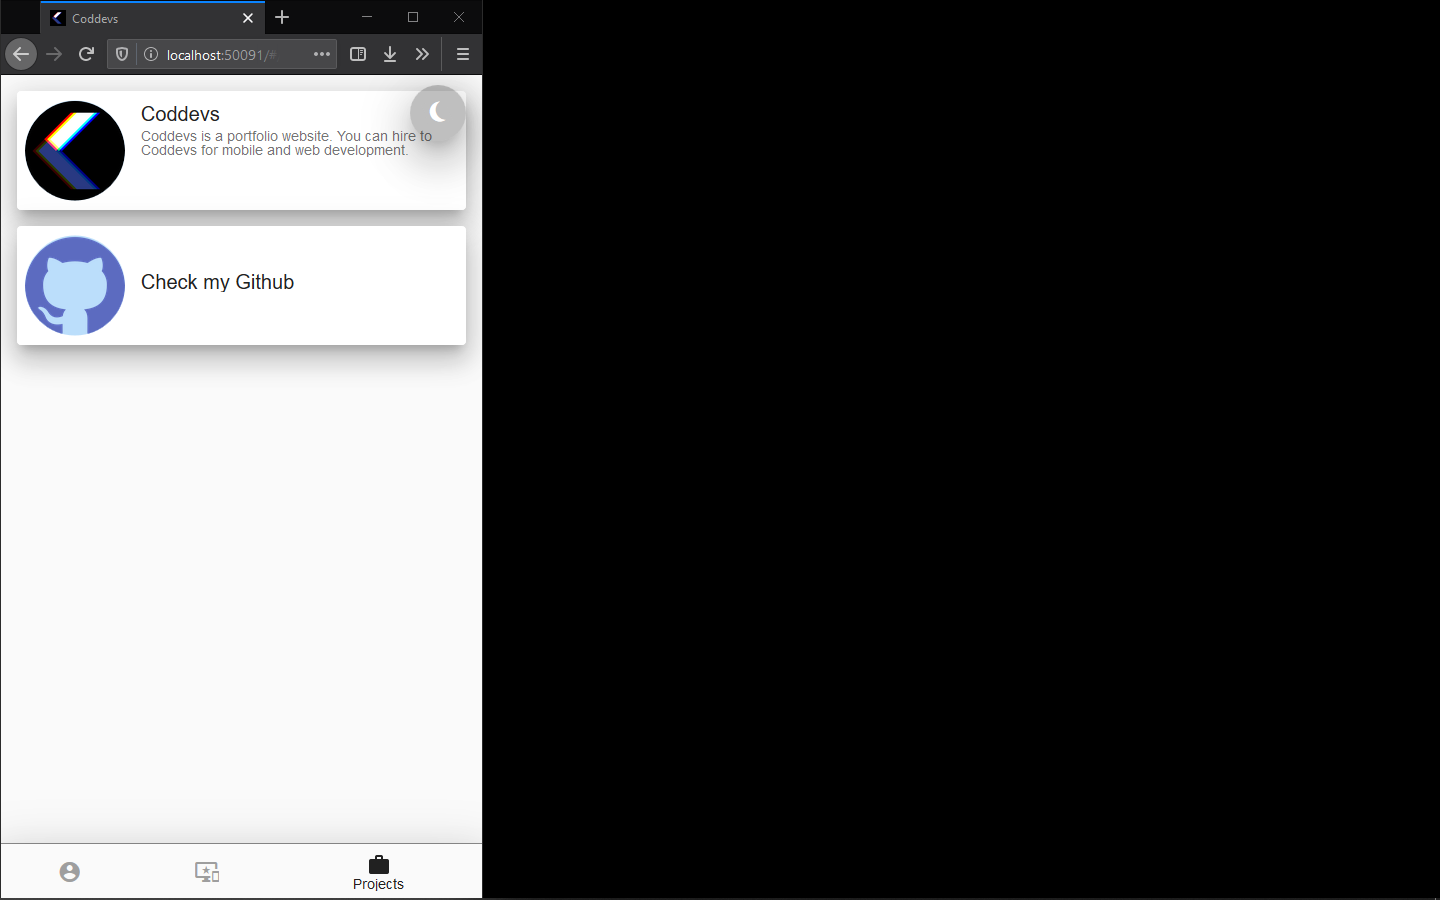 Coddevs
localhost:50091/#
Coddevs
Coddevs is a portfolio website. You can hire to
Coddevs for mobile and web development.
Check my Github
Projects